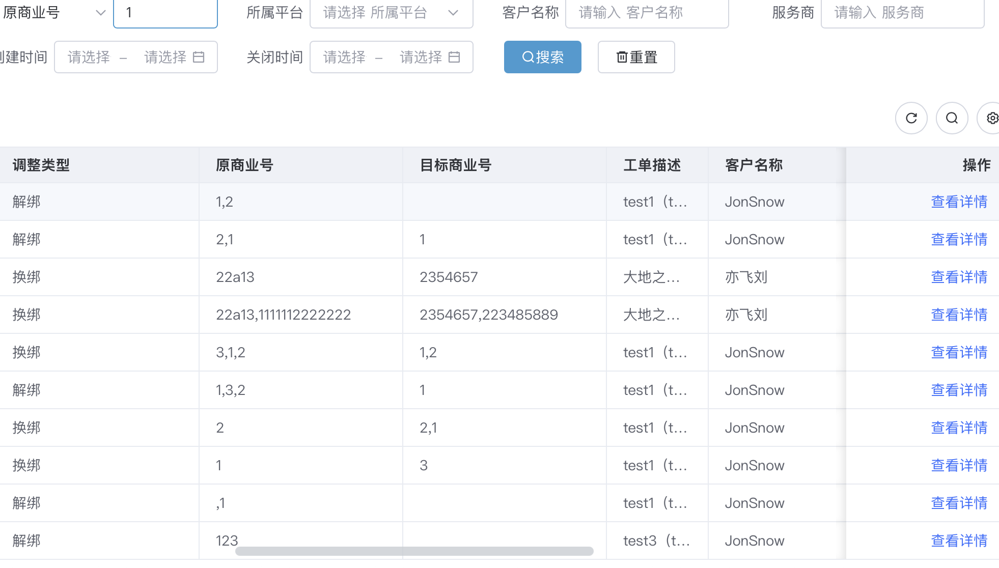 原商业号 1 所属平台 请选择 所属平台 客户名称 请输入 客户名称 服务商 请输入 服务商
创建时间 请选择 – 请选择 关闭时间 请选择 – 请选择 搜索 重置
调整类型 原商业号 目标商业号 工单描述 客户名称 操作
解绑 1,2 test1（t... JonSnow 查看详情
解绑 2,1 1 test1（t... JonSnow 查看详情
换绑 22a13 2354657 大地之... 亦飞刘 查看详情
换绑 22a13,1111112222222 2354657,223485889 大地之... 亦飞刘 查看详情
换绑 3,1,2 1,2 test1（t... JonSnow 查看详情
解绑 1,3,2 1 test1（t... JonSnow 查看详情
换绑 2 2,1 test1（t... JonSnow 查看详情
换绑 1 3 test1（t... JonSnow 查看详情
解绑 ,1 test1（t... JonSnow 查看详情
解绑 123 test3（t... JonSnow 查看详情